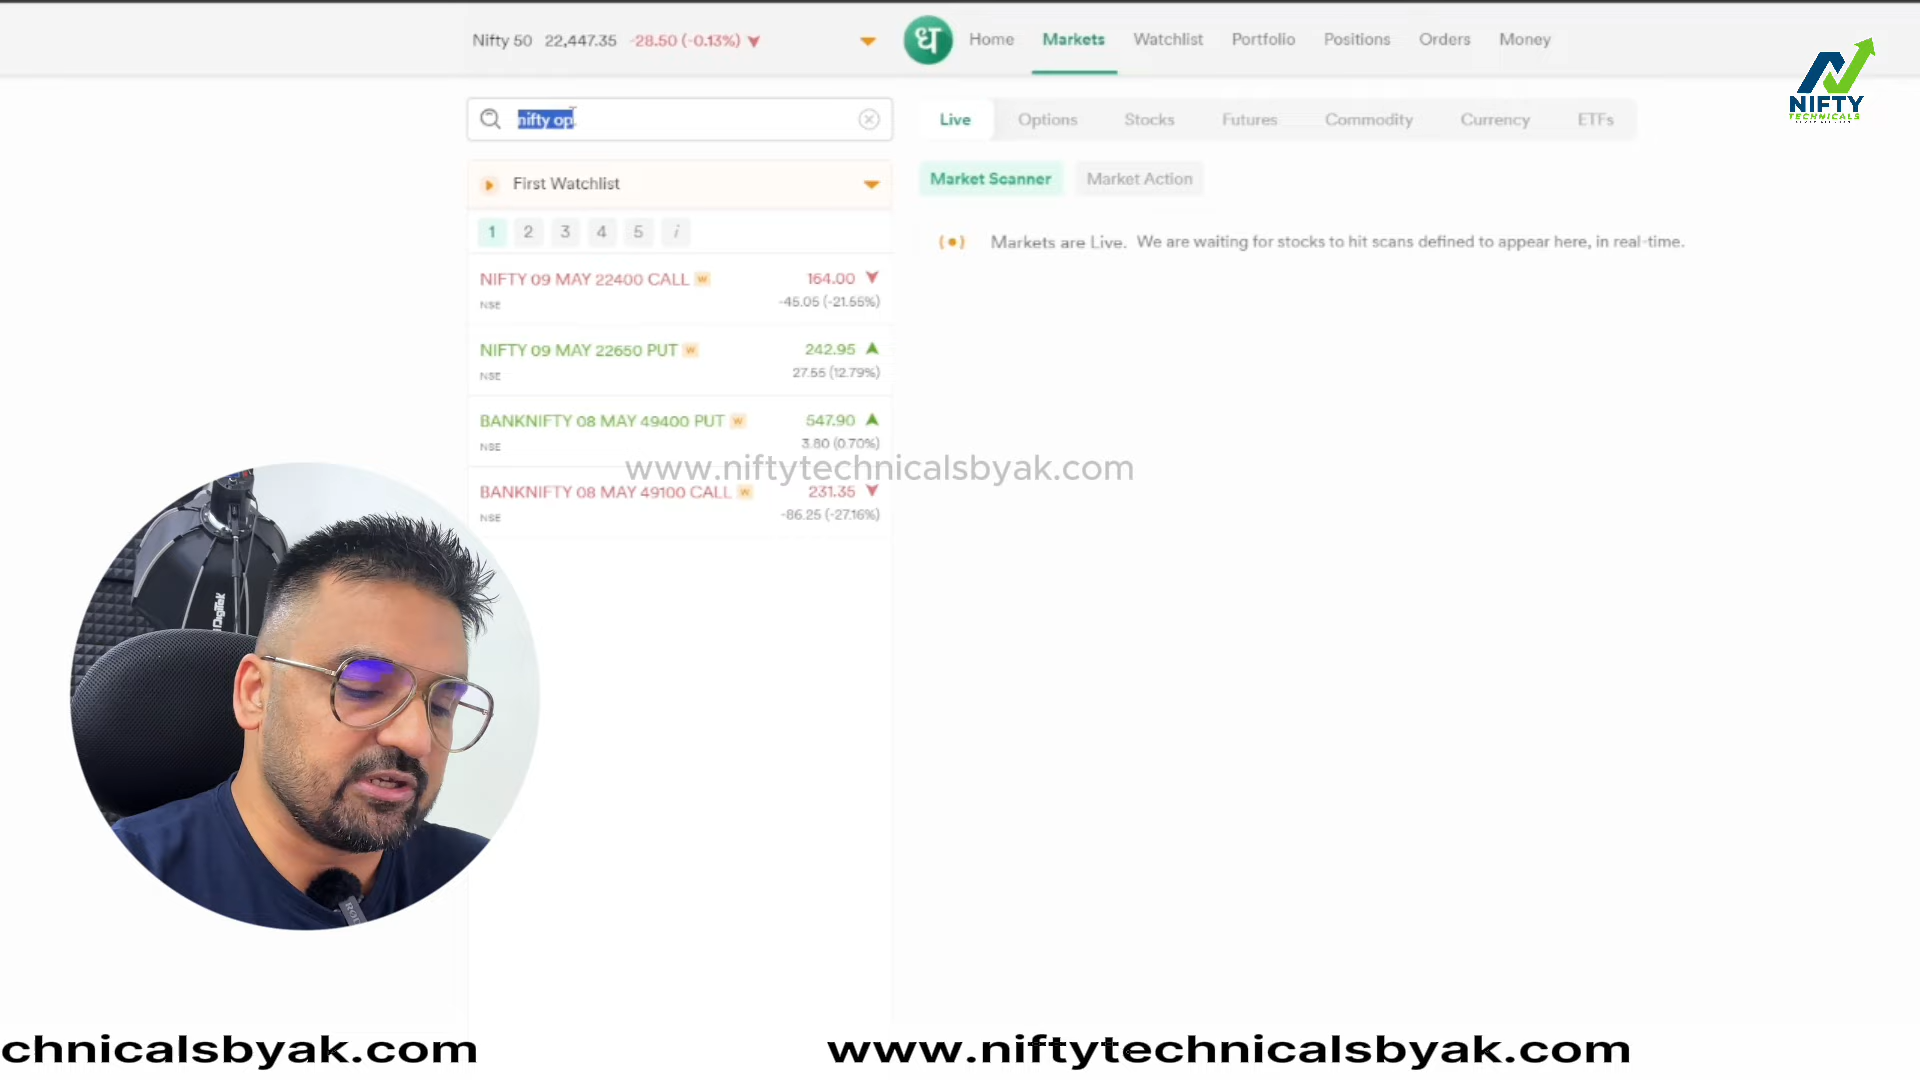 Nifty 50 22,447.35 -28.50 (-0.13%)
ध Home Markets Watchlist Portfolio Positions Orders Money
NIFTY
TECHNICALS
nifty op
Live Options Stocks Futures Commodity Currency ETFs
First Watchlist
Market Scanner Market Action
1 2 3 4 5 i
Markets are Live. We are waiting for stocks to hit scans defined to appear here, in real-time.
NIFTY 09 MAY 22400 CALL W 164.00
NSE -45.05 (-21.55%)
NIFTY 09 MAY 22650 PUT W 242.95
NSE 27.55 (12.79%)
BANKNIFTY 08 MAY 49400 PUT W 547.90
NSE 3.80 (0.70%)
www.niftytechnicalsbyak.com
BANKNIFTY 08 MAY 49100 CALL W 231.35
NSE -86.25 (-27.16%)
DigiTek
chnicalsbyak.com www.niftytechnicalsbyak.com